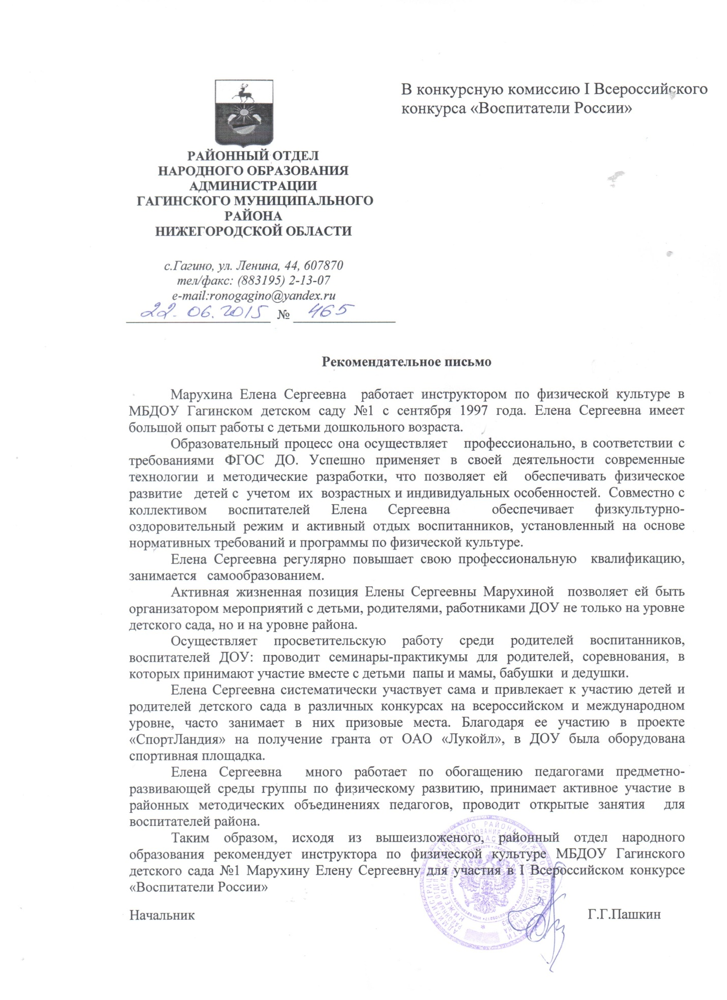 В конкурсную комиссию I Всероссийского
конкурса «Воспитатели России»
РАЙОННЫЙ ОТДЕЛ
НАРОДНОГО ОБРАЗОВАНИЯ
АДМИНИСТРАЦИИ
ГАГИНСКОГО МУНИЦИПАЛЬНОГО
РАЙОНА
НИЖЕГОРОДСКОЙ ОБЛАСТИ
с.Гагино, ул. Ленина, 44, 607870
тел/факс: (883195) 2-13-07
e-mail:ronogagino@yandex.ru
22. 06. 2015 № 465
Рекомендательное письмо
Марухина Елена Сергеевна работает инструктором по физической культуре в
МБДОУ Гагинском детском саду №1 с сентября 1997 года. Елена Сергеевна имеет
большой опыт работы с детьми дошкольного возраста.
Образовательный процесс она осуществляет профессионально, в соответствии с
требованиями ФГОС ДО. Успешно применяет в своей деятельности современные
технологии и методические разработки, что позволяет ей обеспечивать физическое
развитие детей с учетом их возрастных и индивидуальных особенностей. Совместно с
коллективом воспитателей Елена Сергеевна обеспечивает физкультурно-
оздоровительный режим и активный отдых воспитанников, установленный на основе
нормативных требований и программы по физической культуре.
Елена Сергеевна регулярно повышает свою профессиональную квалификацию,
занимается самообразованием.
Активная жизненная позиция Елены Сергеевны Марухиной позволяет ей быть
организатором мероприятий с детьми, родителями, работниками ДОУ не только на уровне
детского сада, но и на уровне района.
Осуществляет просветительскую работу среди родителей воспитанников,
воспитателей ДОУ: проводит семинары-практикумы для родителей, соревнования, в
которых принимают участие вместе с детьми папы и мамы, бабушки и дедушки.
Елена Сергеевна систематически участвует сама и привлекает к участию детей и
родителей детского сада в различных конкурсах на всероссийском и международном
уровне, часто занимает в них призовые места. Благодаря ее участию в проекте
«СпортЛандия» на получение гранта от ОАО «Лукойл», в ДОУ была оборудована
спортивная площадка.
Елена Сергеевна много работает по обогащению педагогами предметно-
развивающей среды группы по физическому развитию, принимает активное участие в
районных методических объединениях педагогов, проводит открытые занятия для
воспитателей района.
Таким образом, исходя из вышеизложеного, районный отдел народного
образования рекомендует инструктора по физической культуре МБДОУ Гагинского
детского сада №1 Марухину Елену Сергеевну для участия в I Всероссийском конкурсе
«Воспитатели России»
Начальник Г.Г.Пашкин